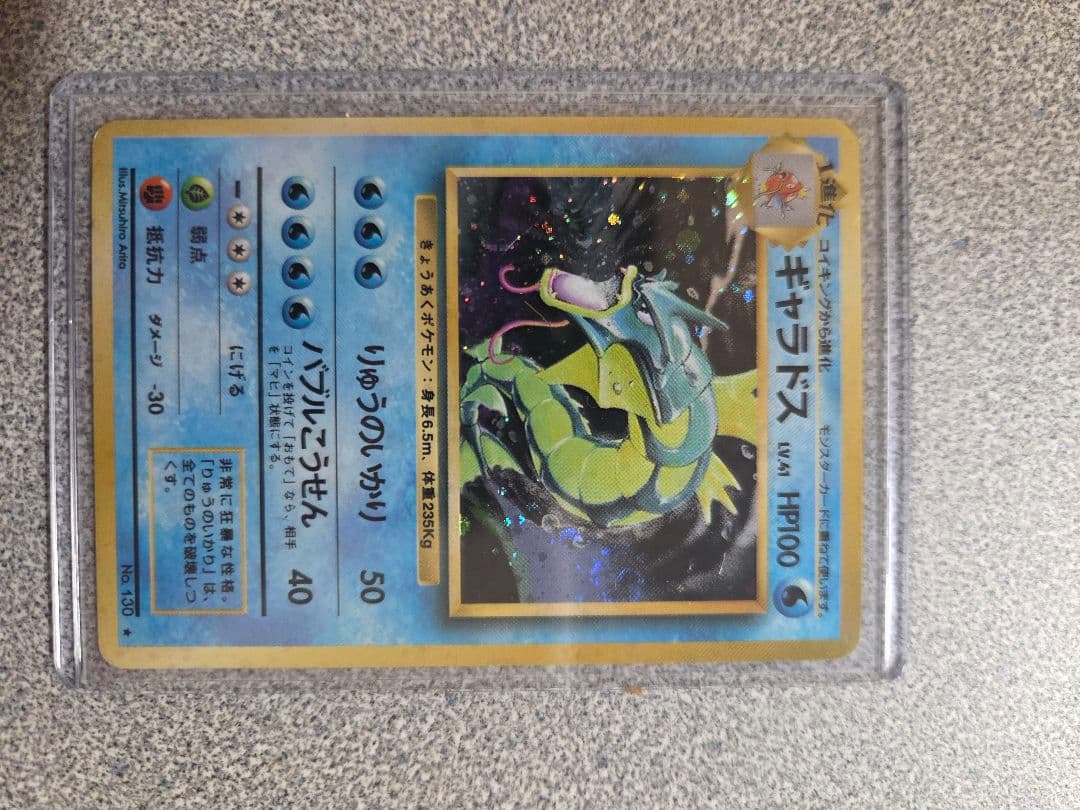 1進化
コイキングから進化
モンスターカードに重ねて使います。
ギャラドス LV.41 HP100
きょうあくポケモン：身長6.5m、体重235Kg
りゅうのいかり 50
バブルこうせん 40
コインを投げて「おもて」なら、相手
を「マヒ」状態にする。
にげる
弱点
抵抗力 ダメージ -30
非常に狂暴な性格。
「りゅうのいかり」は、
全てのものを破壊しつ
くす。
Illus.Mitsuhiro Arita
No.130 ★